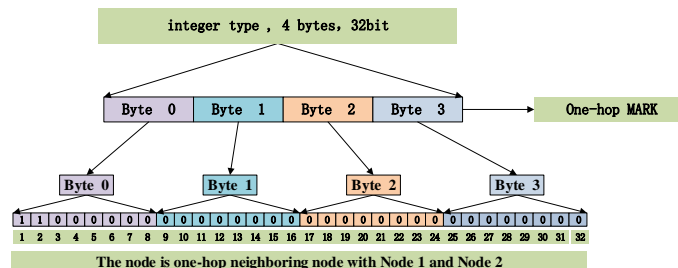 integer type , 4 bytes, 32bit
Byte 0 Byte 1 Byte 2 Byte 3 One-hop MARK
Byte 0 Byte 1 Byte 2 Byte 3
1 1 0 0 0 0 0 0 0 0 0 0 0 0 0 0 0 0 0 0 0 0 0 0 0 0 0 0 0 0 0 0
1 2 3 4 5 6 7 8 9 10 11 12 13 14 15 16 17 18 19 20 21 22 23 24 25 26 27 28 29 30 31 32
The node is one-hop neighboring node with Node 1 and Node 2